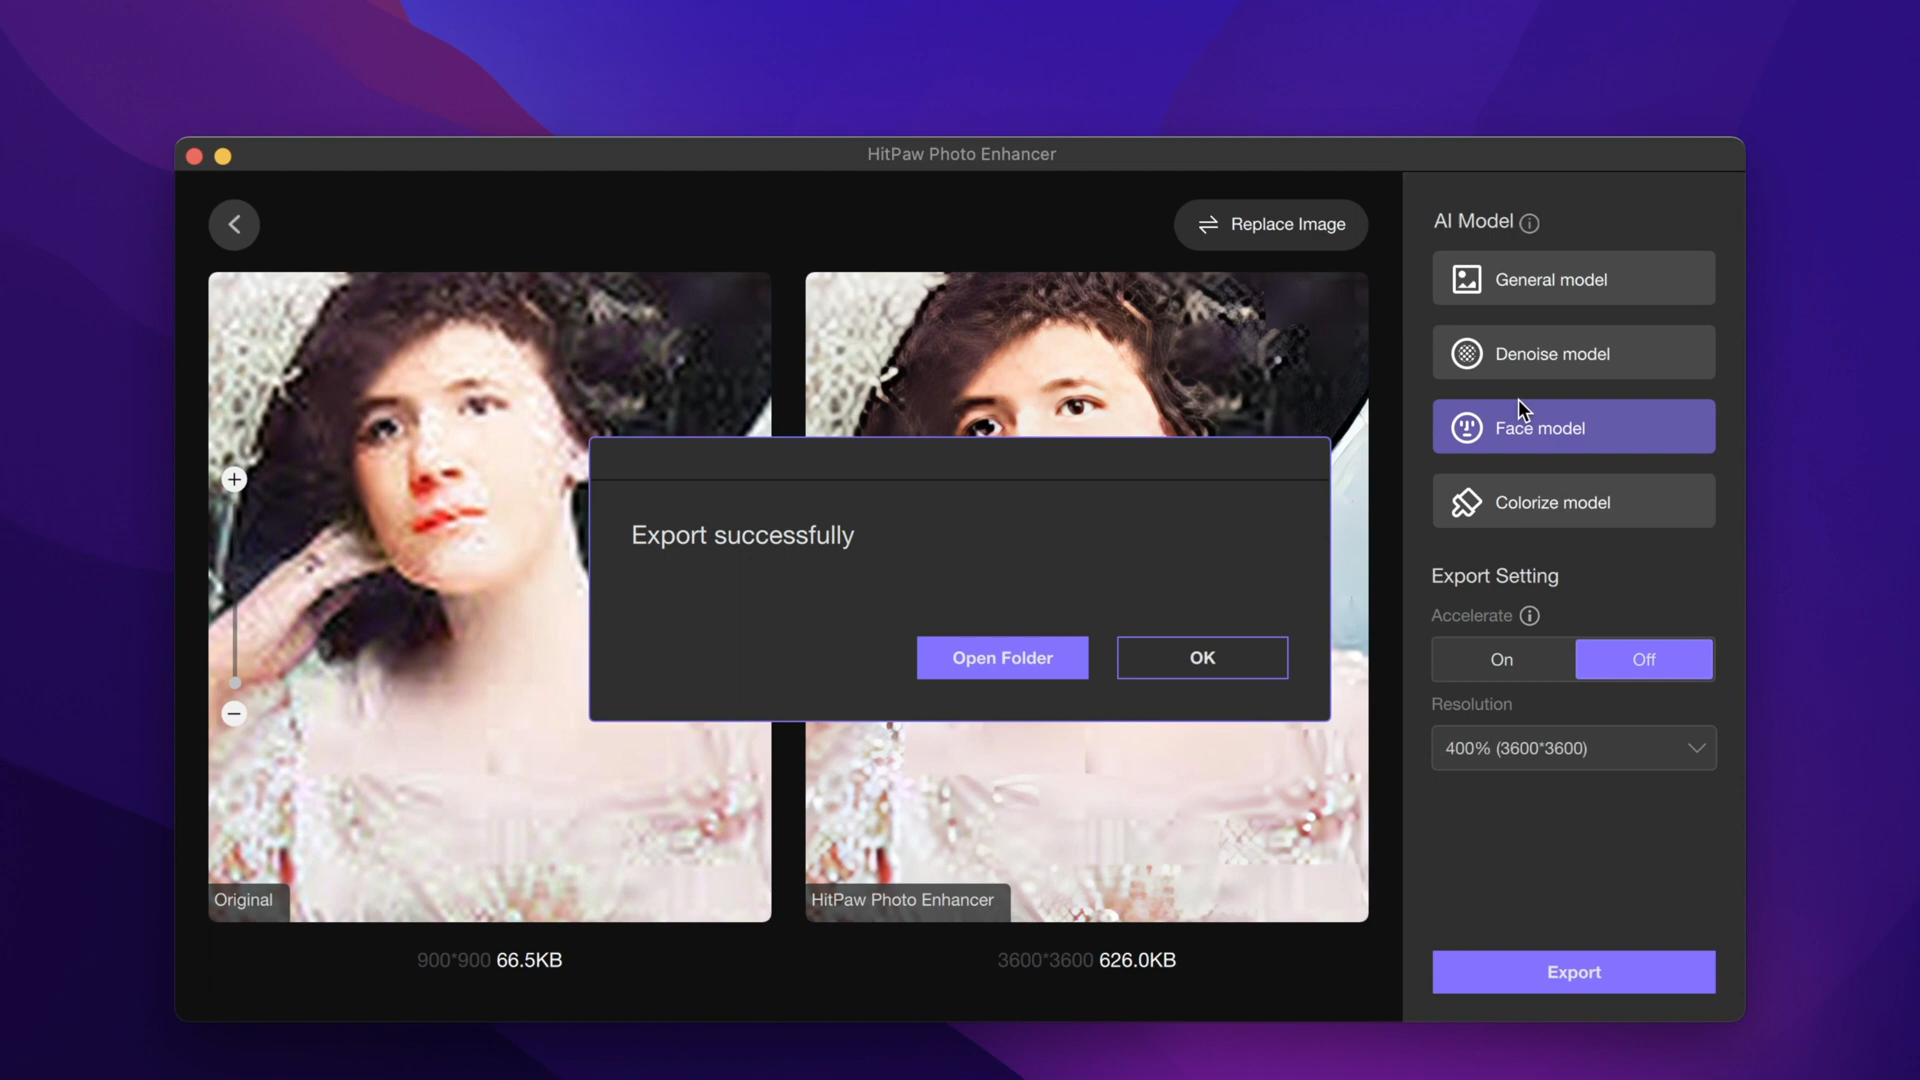 HitPaw Photo Enhancer
Replace Image
AI Model
General model
Denoise model
Face model
Colorize model
Export successfully
Open Folder
OK
Export Setting
Accelerate
On
Off
Resolution
400% (3600*3600)
Original
HitPaw Photo Enhancer
900*900 66.5KB
3600*3600 626.0KB
Export